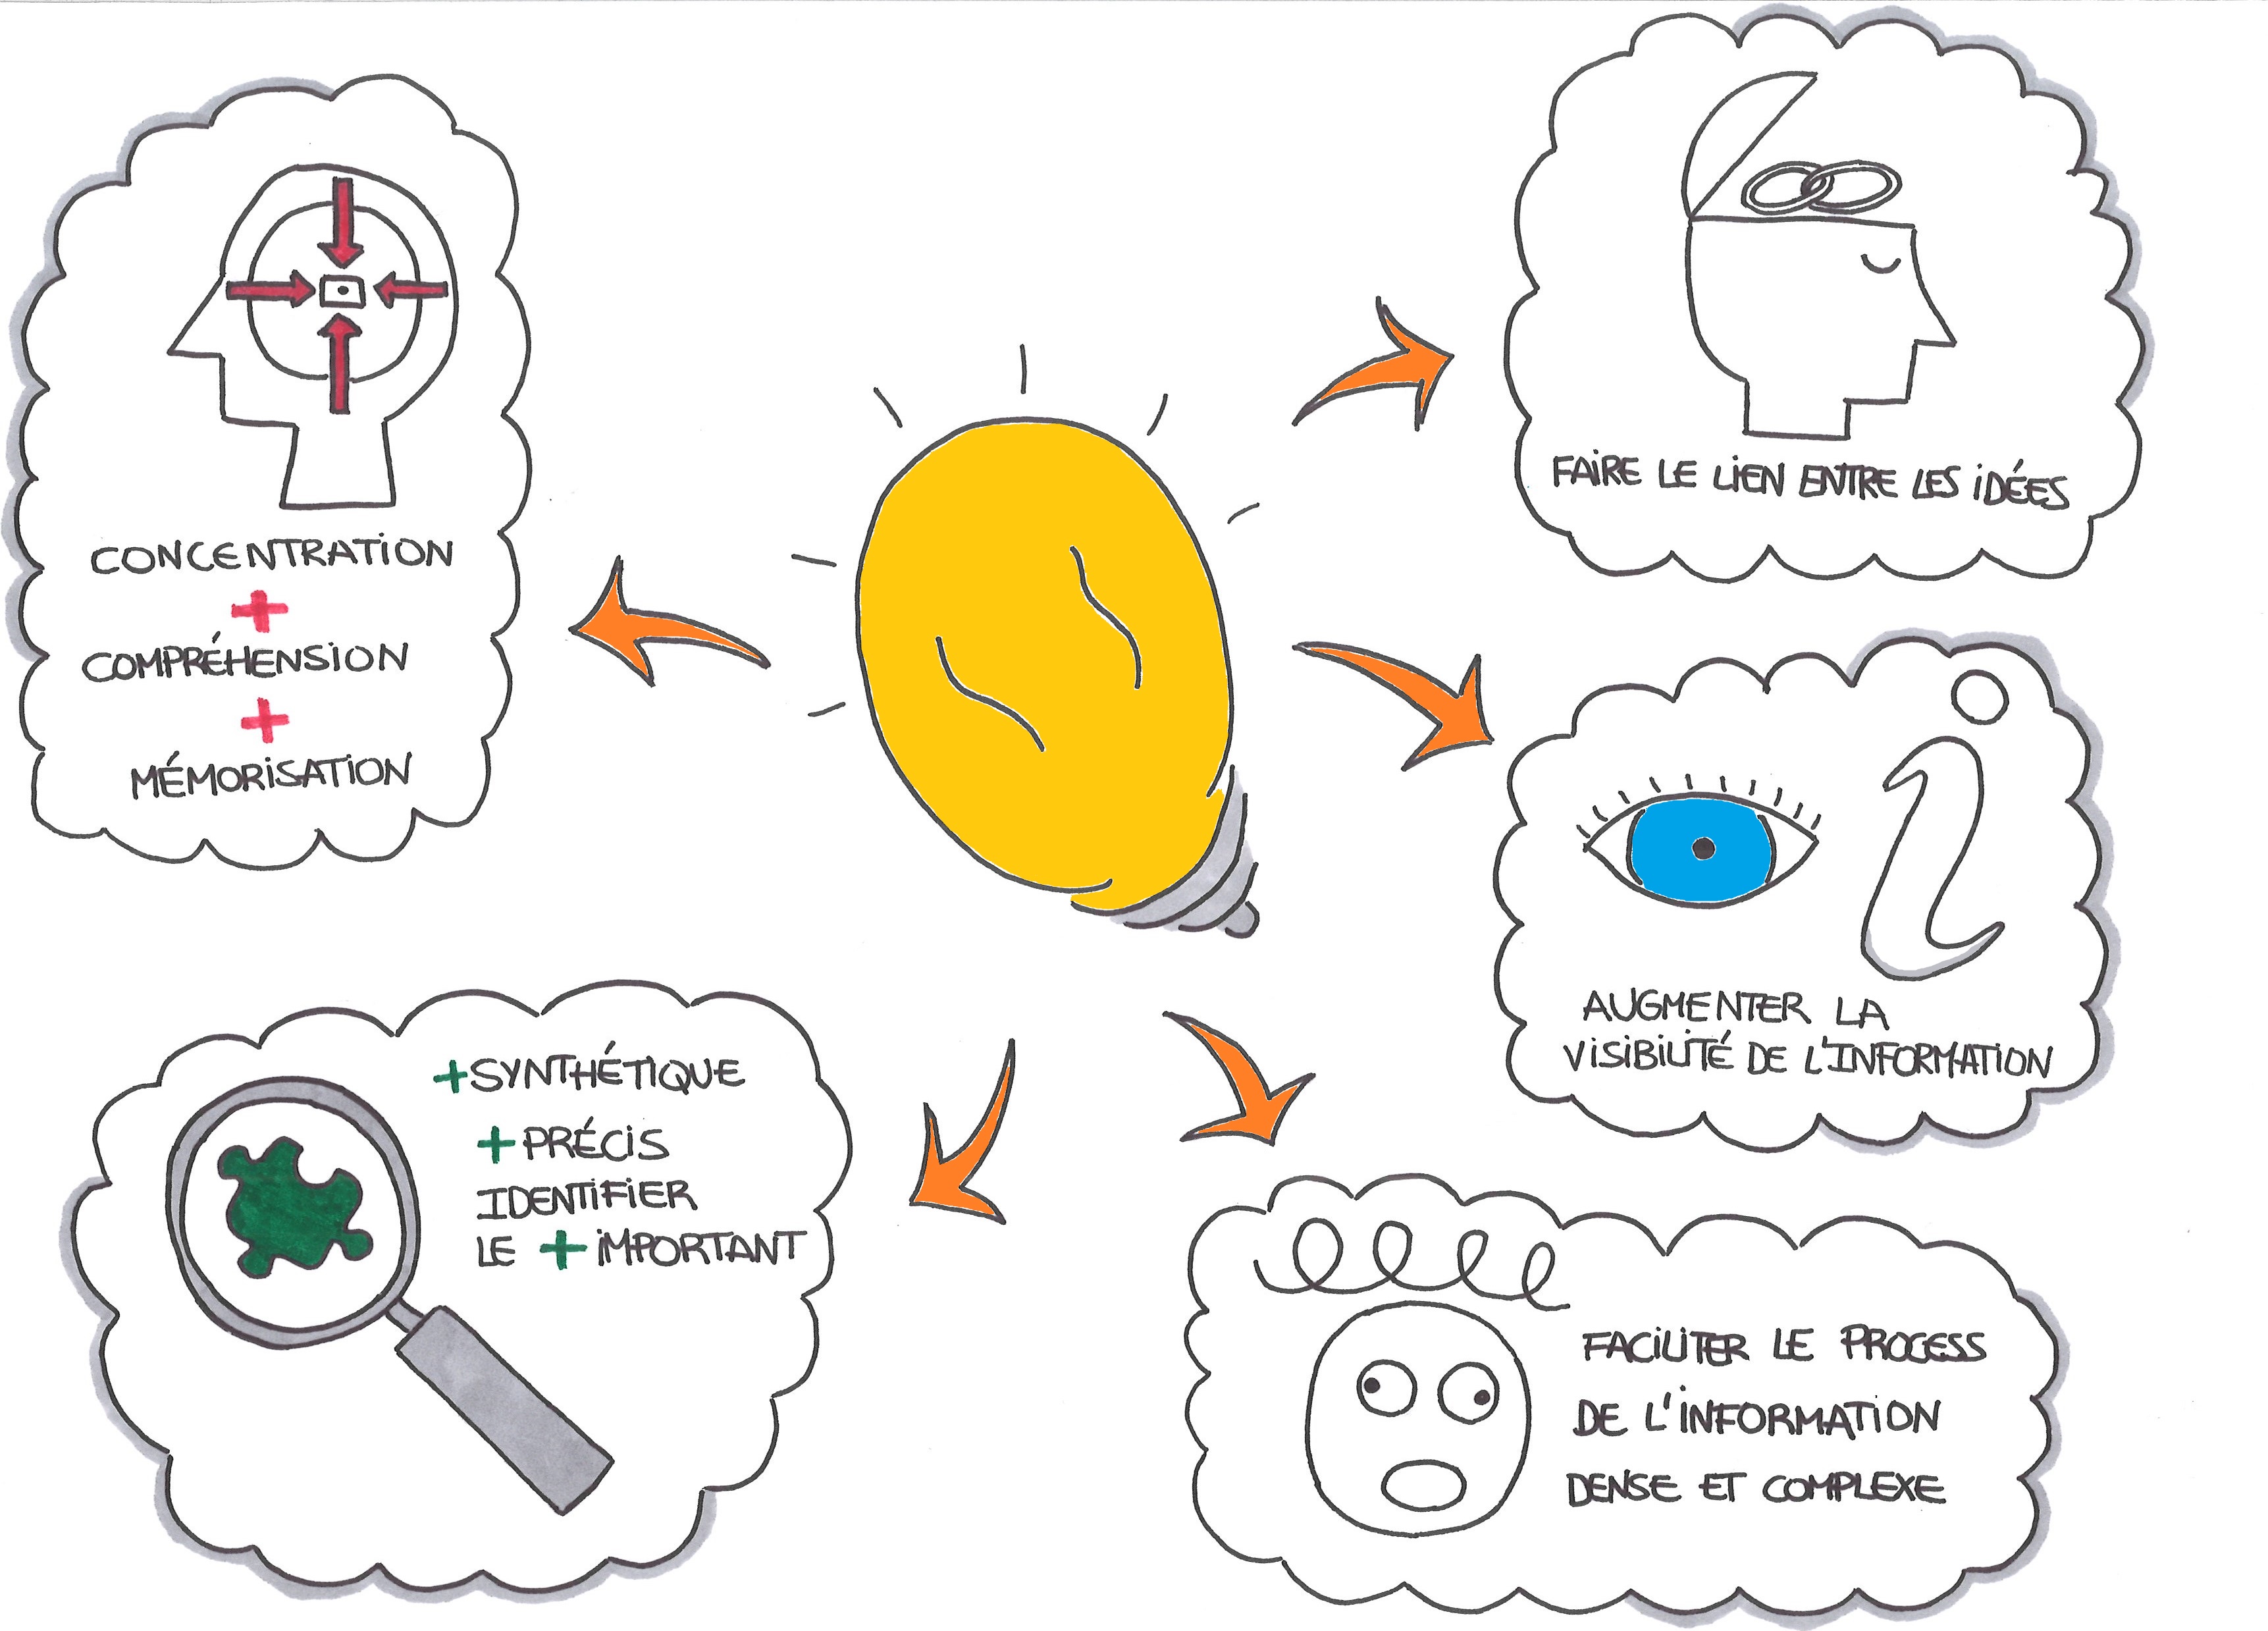 CONCENTRATION
+
COMPRÉHENSION
+
MÉMORISATION
FAIRE LE LIEN ENTRE LES IDÉES
i
AUGMENTER LA
VISIBILITÉ DE L'INFORMATION
+SYNTHÉTIQUE
+PRÉCIS
IDENTIFIER
LE +IMPORTANT
FACILITER LE PROCESS
DE L'INFORMATION
DENSE ET COMPLEXE